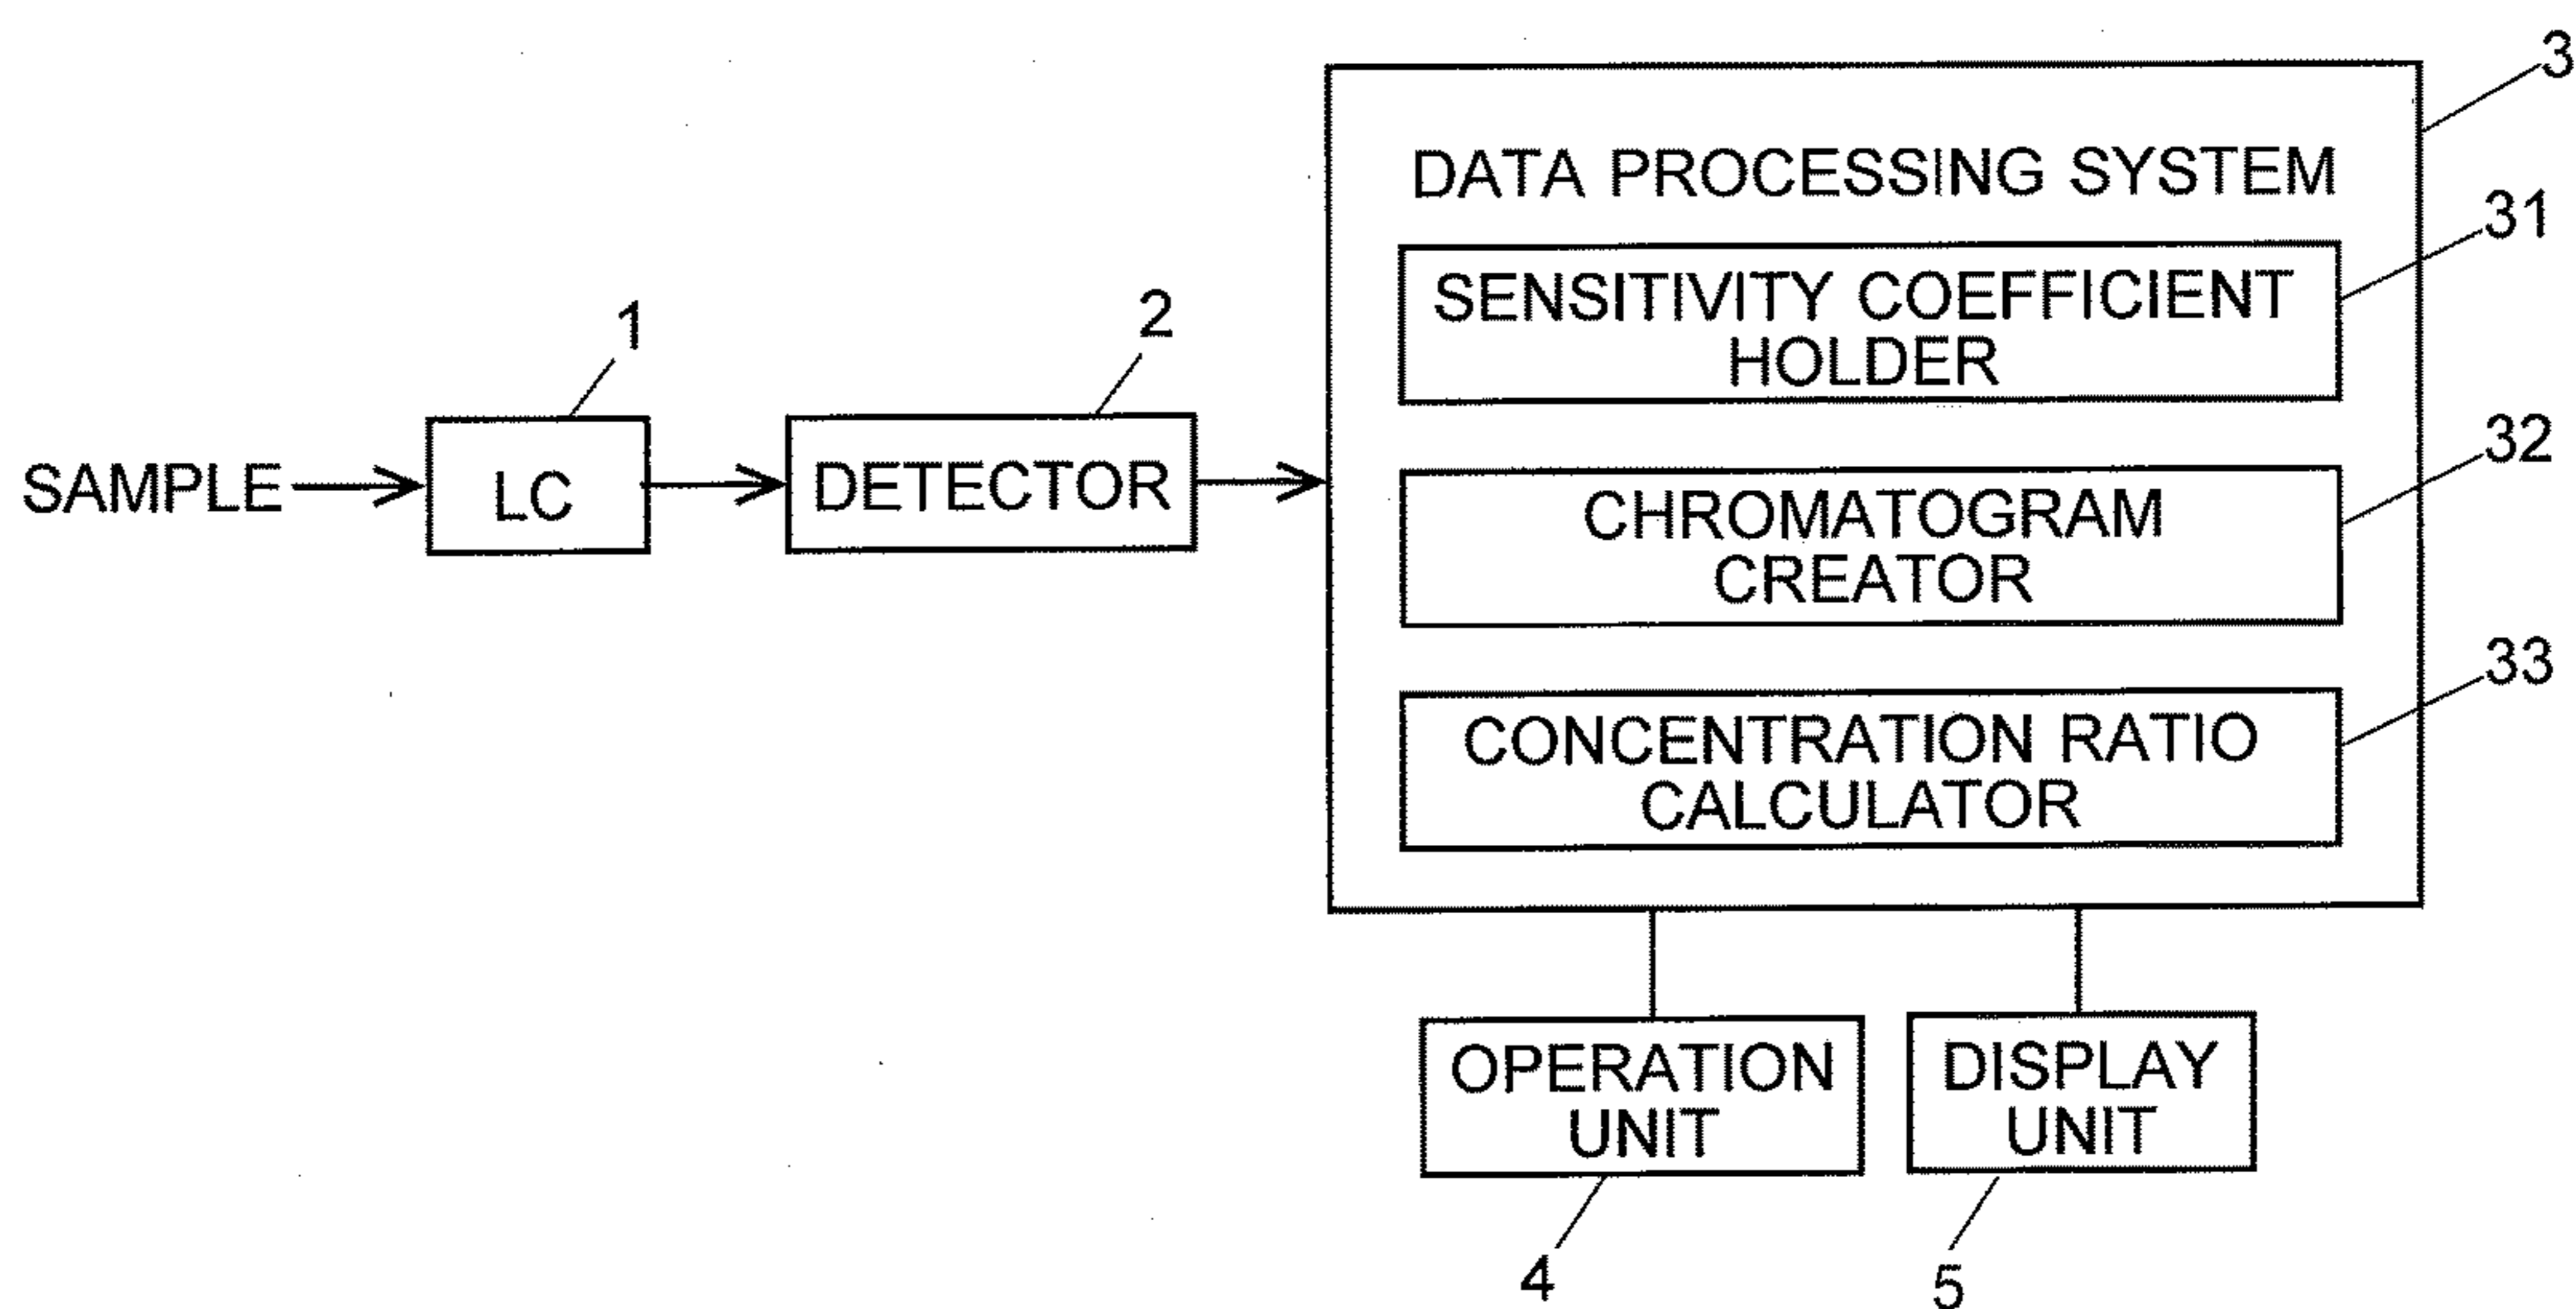 3
DATA PROCESSING SYSTEM
31
SENSITIVITY COEFFICIENT
HOLDER
1
2
32
SAMPLE
LC
DETECTOR
CHROMATOGRAM
CREATOR
33
CONCENTRATION RATIO
CALCULATOR
OPERATION
UNIT
DISPLAY
UNIT
4
5